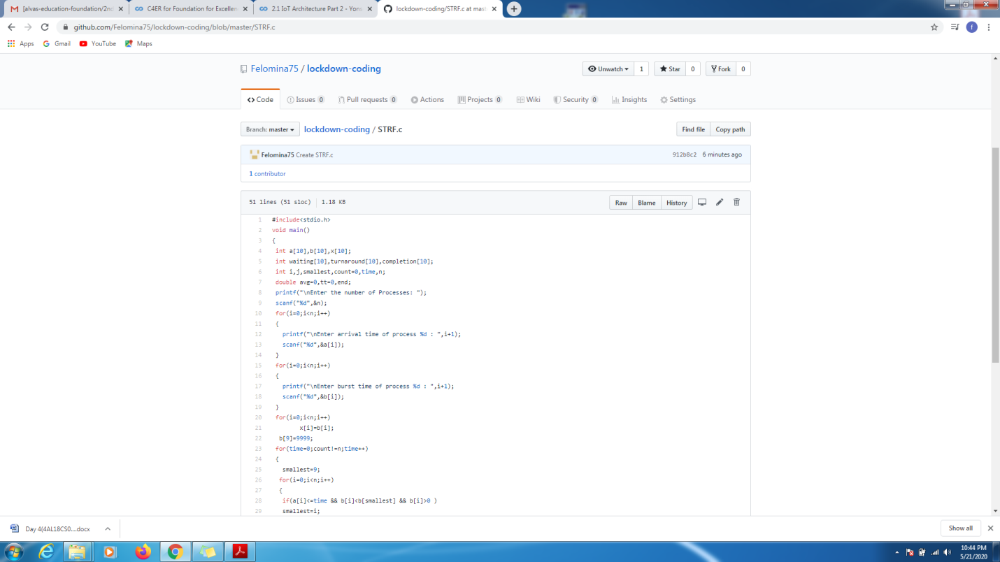 [alvas-education-foundation/2nd
C4ER for Foundation for Excellen
2.1 IoT Architecture Part 2 - Yons
lockdown-coding/STRF.c at mast
github.com/Felomina75/lockdown-coding/blob/master/STRF.c
f
Apps Gmail YouTube Maps
Felomina75 / lockdown-coding
Unwatch 1 Star 0 Fork 0
Code Issues 0 Pull requests 0 Actions Projects 0 Wiki Security 0 Insights Settings
Branch: master lockdown-coding / STRF.c Find file Copy path
Felomina75 Create STRF.c 912b8c2 6 minutes ago
1 contributor
51 lines (51 sloc) 1.18 KB Raw Blame History
1 #include<stdio.h>
2 void main()
3 {
4 int a[10],b[10],x[10];
5 int waiting[10],turnaround[10],completion[10];
6 int i,j,smallest,count=0,time,n;
7 double avg=0,tt=0,end;
8 printf("\nEnter the number of Processes: ");
9 scanf("%d",&n);
10 for(i=0;i<n;i++)
11 {
12 printf("\nEnter arrival time of process %d : ",i+1);
13 scanf("%d",&a[i]);
14 }
15 for(i=0;i<n;i++)
16 {
17 printf("\nEnter burst time of process %d : ",i+1);
18 scanf("%d",&b[i]);
19 }
20 for(i=0;i<n;i++)
21 x[i]=b[i];
22 b[9]=9999;
23 for(time=0;count!=n;time++)
24 {
25 smallest=9;
26 for(i=0;i<n;i++)
27 {
28 if(a[i]<=time && b[i]<b[smallest] && b[i]>0 )
29 smallest=i;
Day 4(4AL18CS0....docx Show all
10:44 PM
5/21/2020